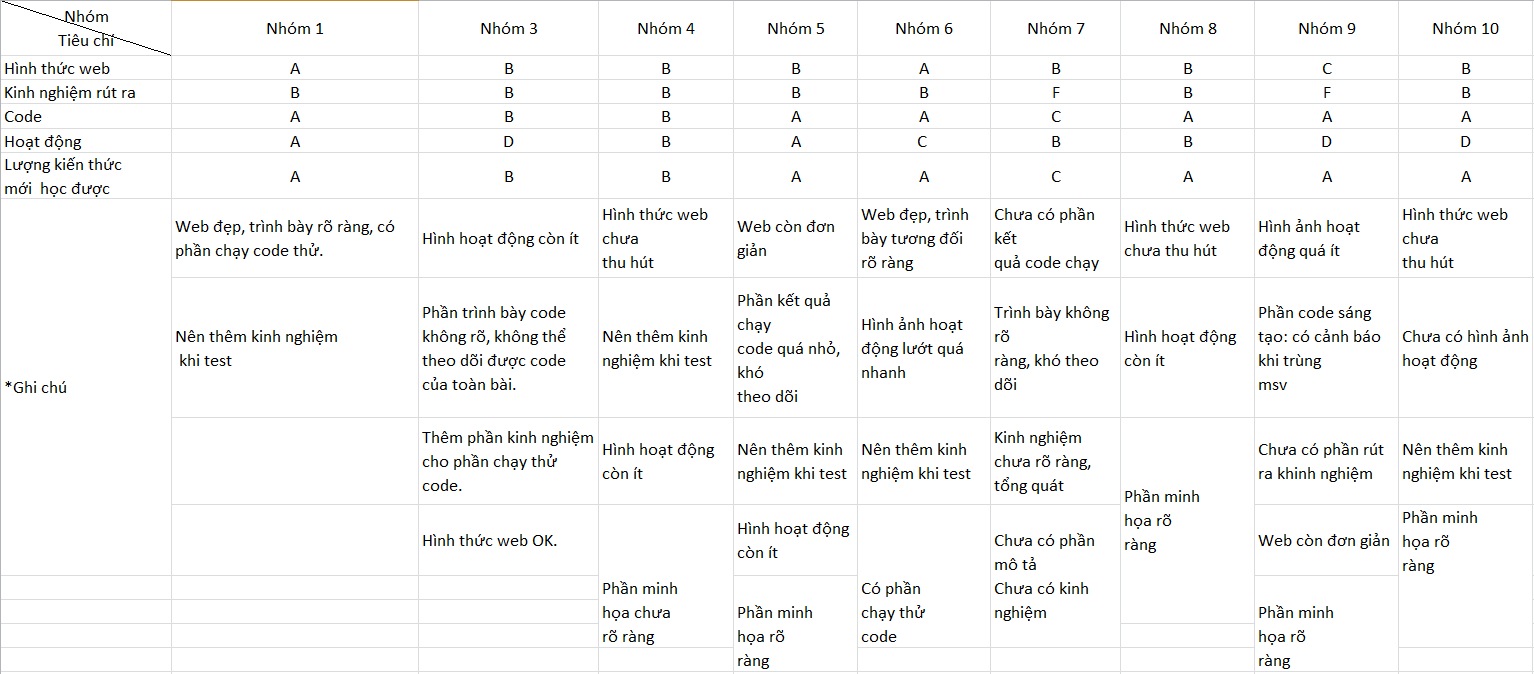 Nhóm
Tiêu chí
Nhóm 1
Nhóm 3
Nhóm 4
Nhóm 5
Nhóm 6
Nhóm 7
Nhóm 8
Nhóm 9
Nhóm 10
Hình thức web
A
B
B
B
A
B
B
C
B
Kinh nghiệm rút ra
B
B
B
B
B
F
B
F
B
Code
A
B
B
A
A
C
A
A
A
Hoạt động
A
D
B
A
C
B
B
D
D
Lượng kiến thức
mới  học được
A
B
B
A
A
C
A
A
A
*Ghi chú
Web đẹp, trình bày rõ ràng, có
phần chạy code thử.
Hình hoạt động còn ít
Hình thức web
chưa
thu hút
Web còn đơn
giản
Web đẹp, trình
bày tương đối
rõ ràng
Chưa có phần
kết
quả code chạy
Hình thức web
chưa thu hút
Hình ảnh hoạt
động quá ít
Hình thức web
chưa
thu hút
Nên thêm kinh nghiệm
khi test
Phần trình bày code
không rõ, không thể
theo dõi được code
của toàn bài.
Nên thêm kinh
nghiệm khi test
Phần kết quả
chạy
code quá nhỏ,
khó
theo dõi
Hình ảnh hoạt
động lướt quá
nhanh
Trình bày không
rõ
ràng, khó theo
dõi
Hình hoạt động
còn ít
Phần code sáng
tạo: có cảnh báo
khi trùng
msv
Chưa có hình ảnh
hoạt động
Thêm phần kinh nghiệm
cho phần chạy thử
code.
Hình hoạt động
còn ít
Nên thêm kinh
nghiệm khi test
Nên thêm kinh
nghiệm khi test
Kinh nghiệm
chưa rõ ràng,
tổng quát
Phần minh
họa rõ
ràng
Chưa có phần rút
ra khinh nghiệm
Nên thêm kinh
nghiệm khi test
Hình thức web OK.
Phần minh
họa chưa
rõ ràng
Hình hoạt động
còn ít
Có phần
chạy thử
code
Chưa có phần
mô tả
Chưa có kinh
nghiệm
Web còn đơn giản
Phần minh
họa rõ
ràng
Phần minh
họa rõ
ràng
Phần minh
họa rõ
ràng